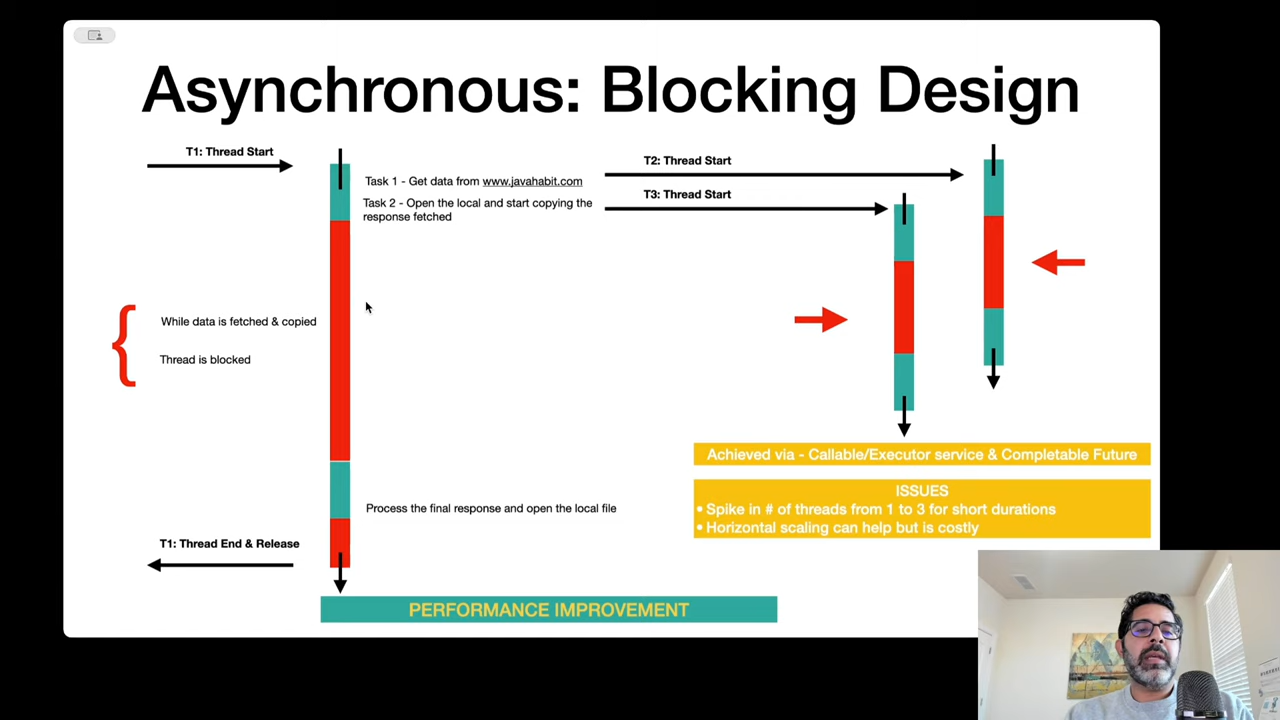 Asynchronous: Blocking Design
T1: Thread Start
Task 1 - Get data from www.javahabit.com
Task 2 - Open the local and start copying the
response fetched
T2: Thread Start
T3: Thread Start
While data is fetched & copied
Thread is blocked
Achieved via - Callable/Executor service & Completable Future
ISSUES
• Spike in # of threads from 1 to 3 for short durations
• Horizontal scaling can help but is costly
Process the final response and open the local file
T1: Thread End & Release
PERFORMANCE IMPROVEMENT